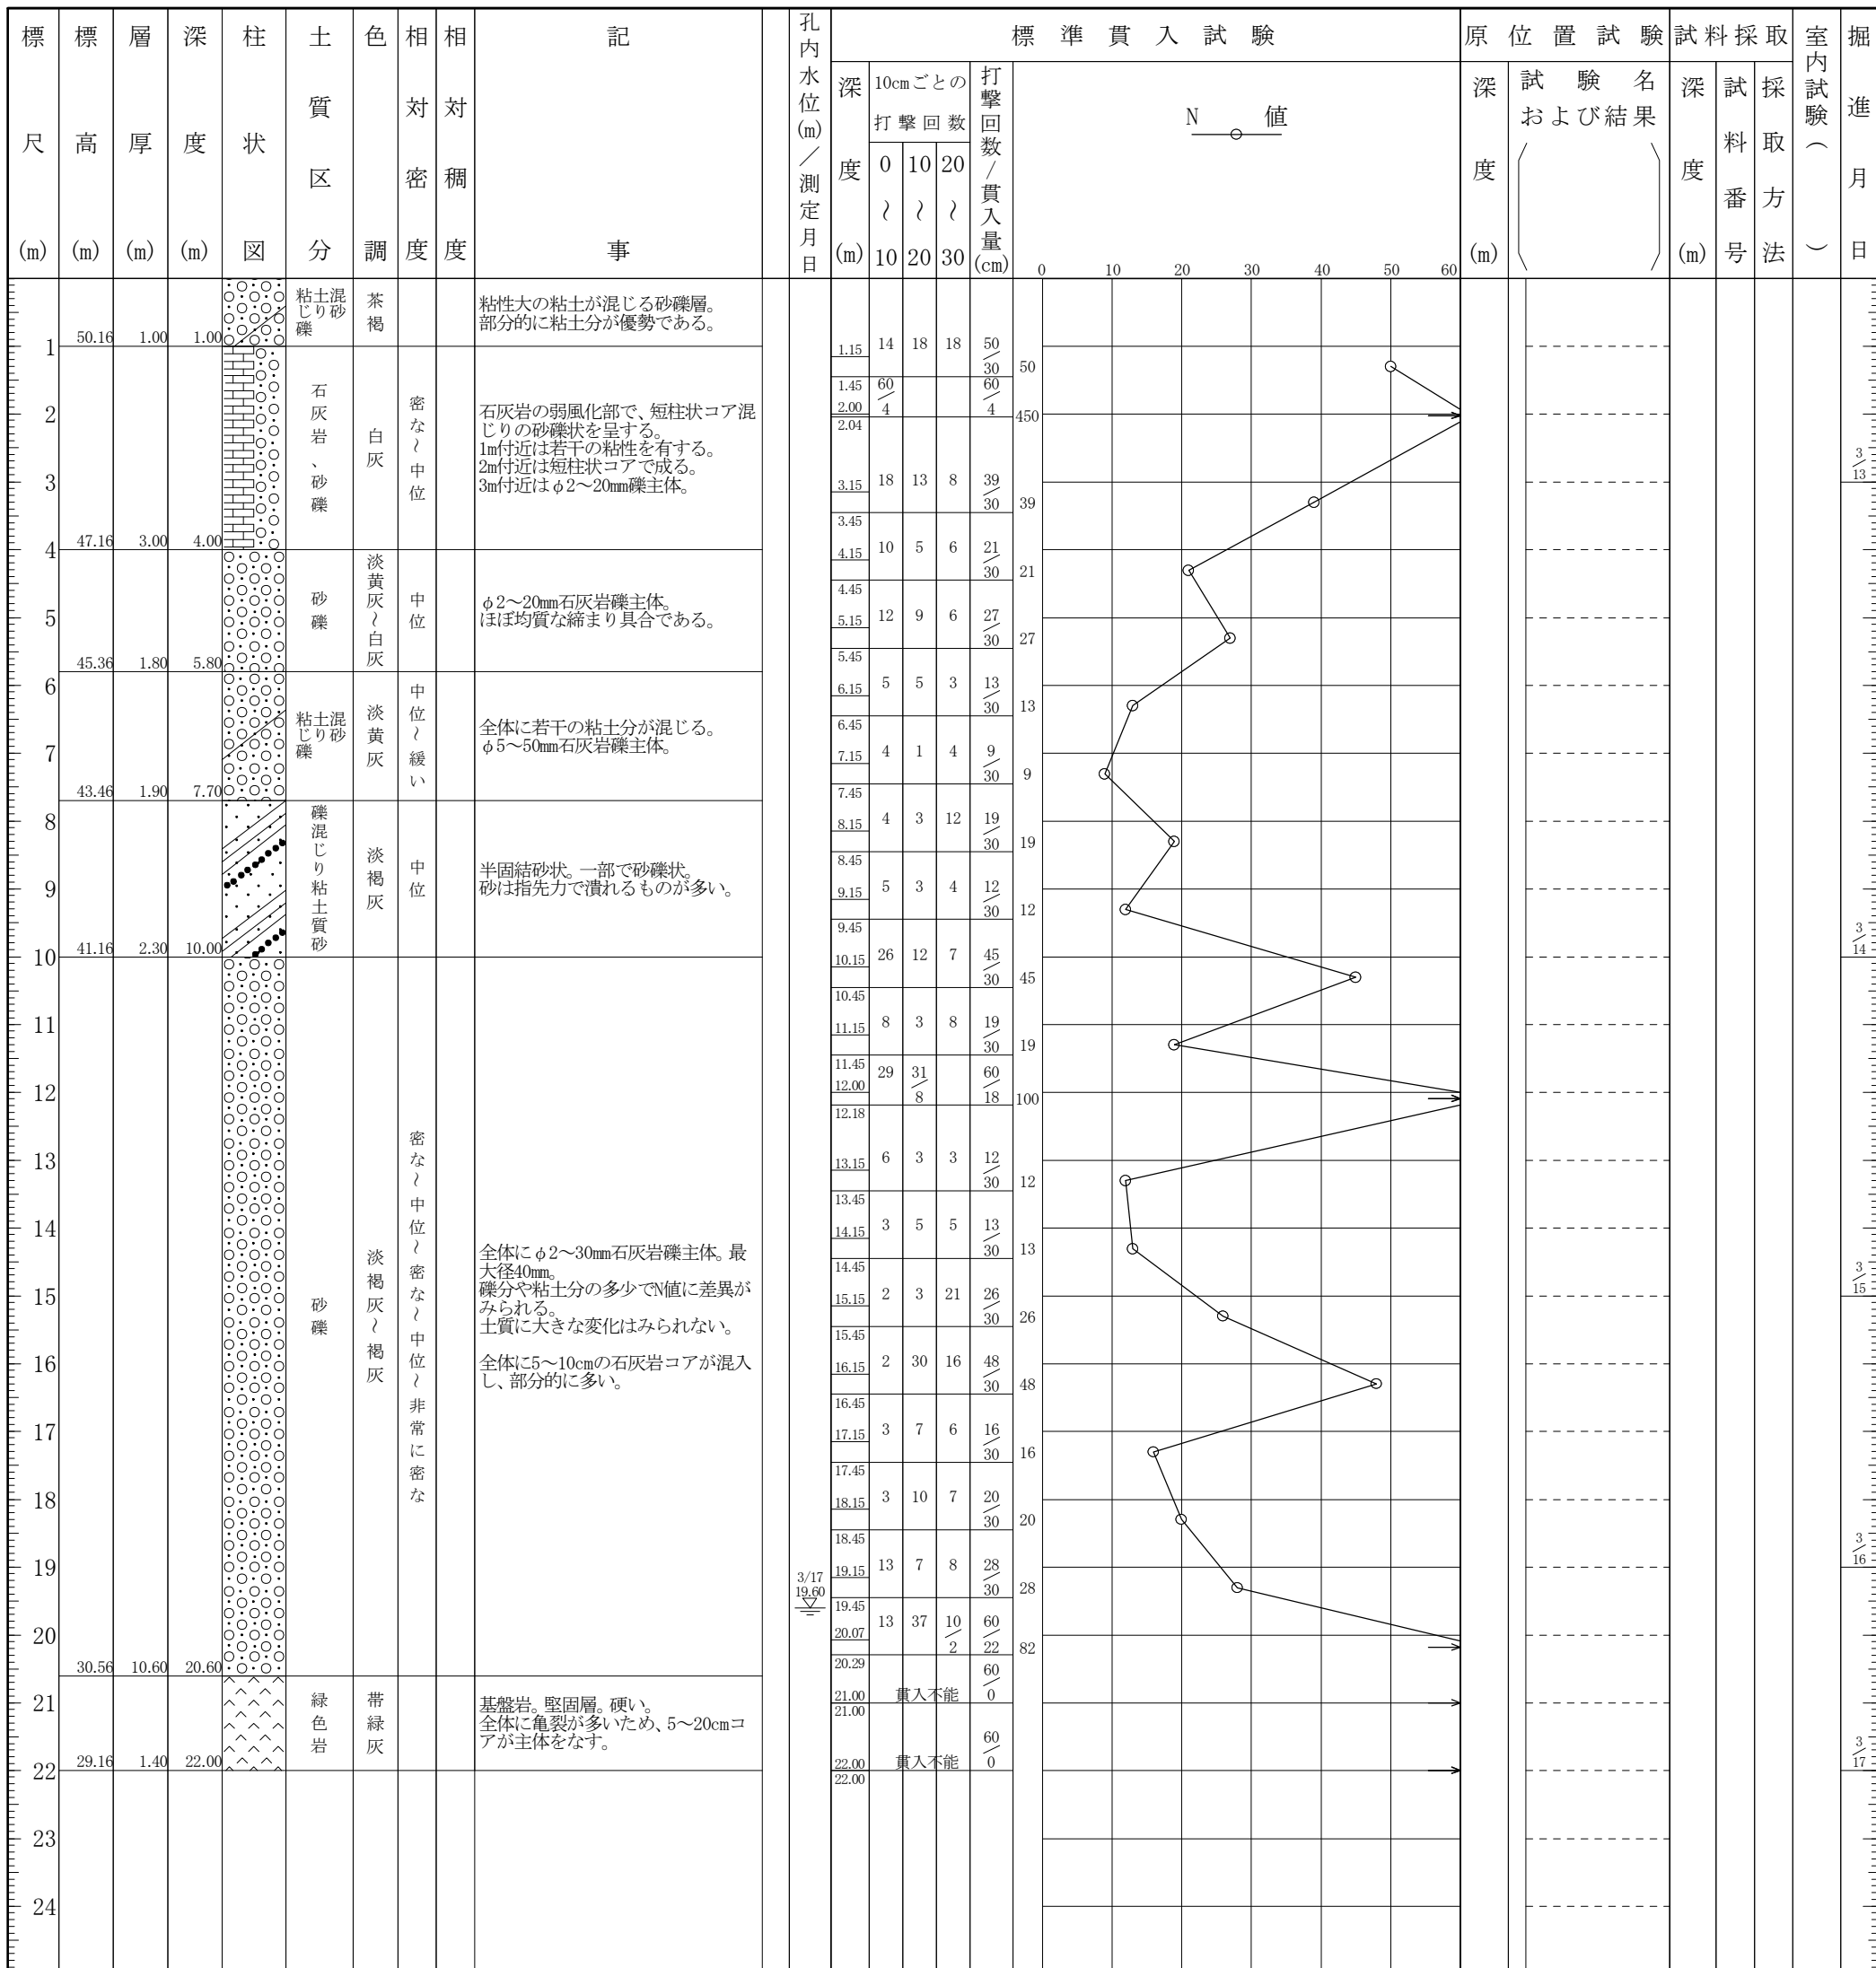 標尺(m)
標高(m)
層厚(m)
深度(m)
柱状図
土質区分
色調
相対密度
相対稠度
記事
孔内水位(m)/測定月日
標準貫入試験
深度(m)
10cmごとの
打撃回数
0〜10
10〜20
20〜30
打撃回数/貫入量(cm)
N 値
0 10 20 30 40 50 60
原位置試験
深度(m)
試験名
および結果
試料採取
深度(m)
試料番号
採取方法
室内試験( )
掘進月日
50.16 1.00 1.00
粘土混
じり砂
礫
茶褐
粘性大の粘土が混じる砂礫層。
部分的に粘土分が優勢である。
47.16 3.00 4.00
石灰岩、砂礫
白灰
密な〜中位
石灰岩の弱風化部で、短柱状コア混
じりの砂礫状を呈する。
1m付近は若干の粘性を有する。
2m付近は短柱状コアで成る。
3m付近はφ2〜20mm礫主体。
45.36 1.80 5.80
砂礫
淡黄灰〜白灰
中位
φ2〜20mm石灰岩礫主体。
ほぼ均質な締まり具合である。
43.46 1.90 7.70
粘土混
じり砂
礫
淡黄灰
中位〜緩い
全体に若干の粘土分が混じる。
φ5〜50mm石灰岩礫主体。
41.16 2.30 10.00
礫混じり粘土質砂
淡褐灰
中位
半固結砂状。一部で砂礫状。
砂は指先力で潰れるものが多い。
30.56 10.60 20.60
砂礫
淡褐灰〜褐灰
密な〜中位〜密な〜中位〜非常に密な
全体にφ2〜30mm石灰岩礫主体。最
大径40mm。
礫分や粘土分の多少でN値に差異が
みられる。
土質に大きな変化はみられない。
全体に5〜10cmの石灰岩コアが混入
し、部分的に多い。
29.16 1.40 22.00
緑色岩
帯緑灰
基盤岩。堅固層。硬い。
全体に亀裂が多いため、5〜20cmコ
アが主体をなす。
1
2
3
4
5
6
7
8
9
10
11
12
13
14
15
16
17
18
19
20
21
22
23
24
3/17
19.60
1.15 14 18 18 50/30 50
1.45
2.00 60/4 60/4 450
2.04
3.15 18 13 8 39/30 39
3.45
4.15 10 5 6 21/30 21
4.45
5.15 12 9 6 27/30 27
5.45
6.15 5 5 3 13/30 13
6.45
7.15 4 1 4 9/30 9
7.45
8.15 4 3 12 19/30 19
8.45
9.15 5 3 4 12/30 12
9.45
10.15 26 12 7 45/30 45
10.45
11.15 8 3 8 19/30 19
11.45
12.00 29 31/8 60/18 100
12.18
13.15 6 3 3 12/30 12
13.45
14.15 3 5 5 13/30 13
14.45
15.15 2 3 21 26/30 26
15.45
16.15 2 30 16 48/30 48
16.45
17.15 3 7 6 16/30 16
17.45
18.15 3 10 7 20/30 20
18.45
19.15 13 7 8 28/30 28
19.45
20.07 13 37 10/2 60/22 82
20.29
21.00 貫入不能 60/0
21.00
22.00 貫入不能 60/0
22.00
3/13
3/14
3/15
3/16
3/17